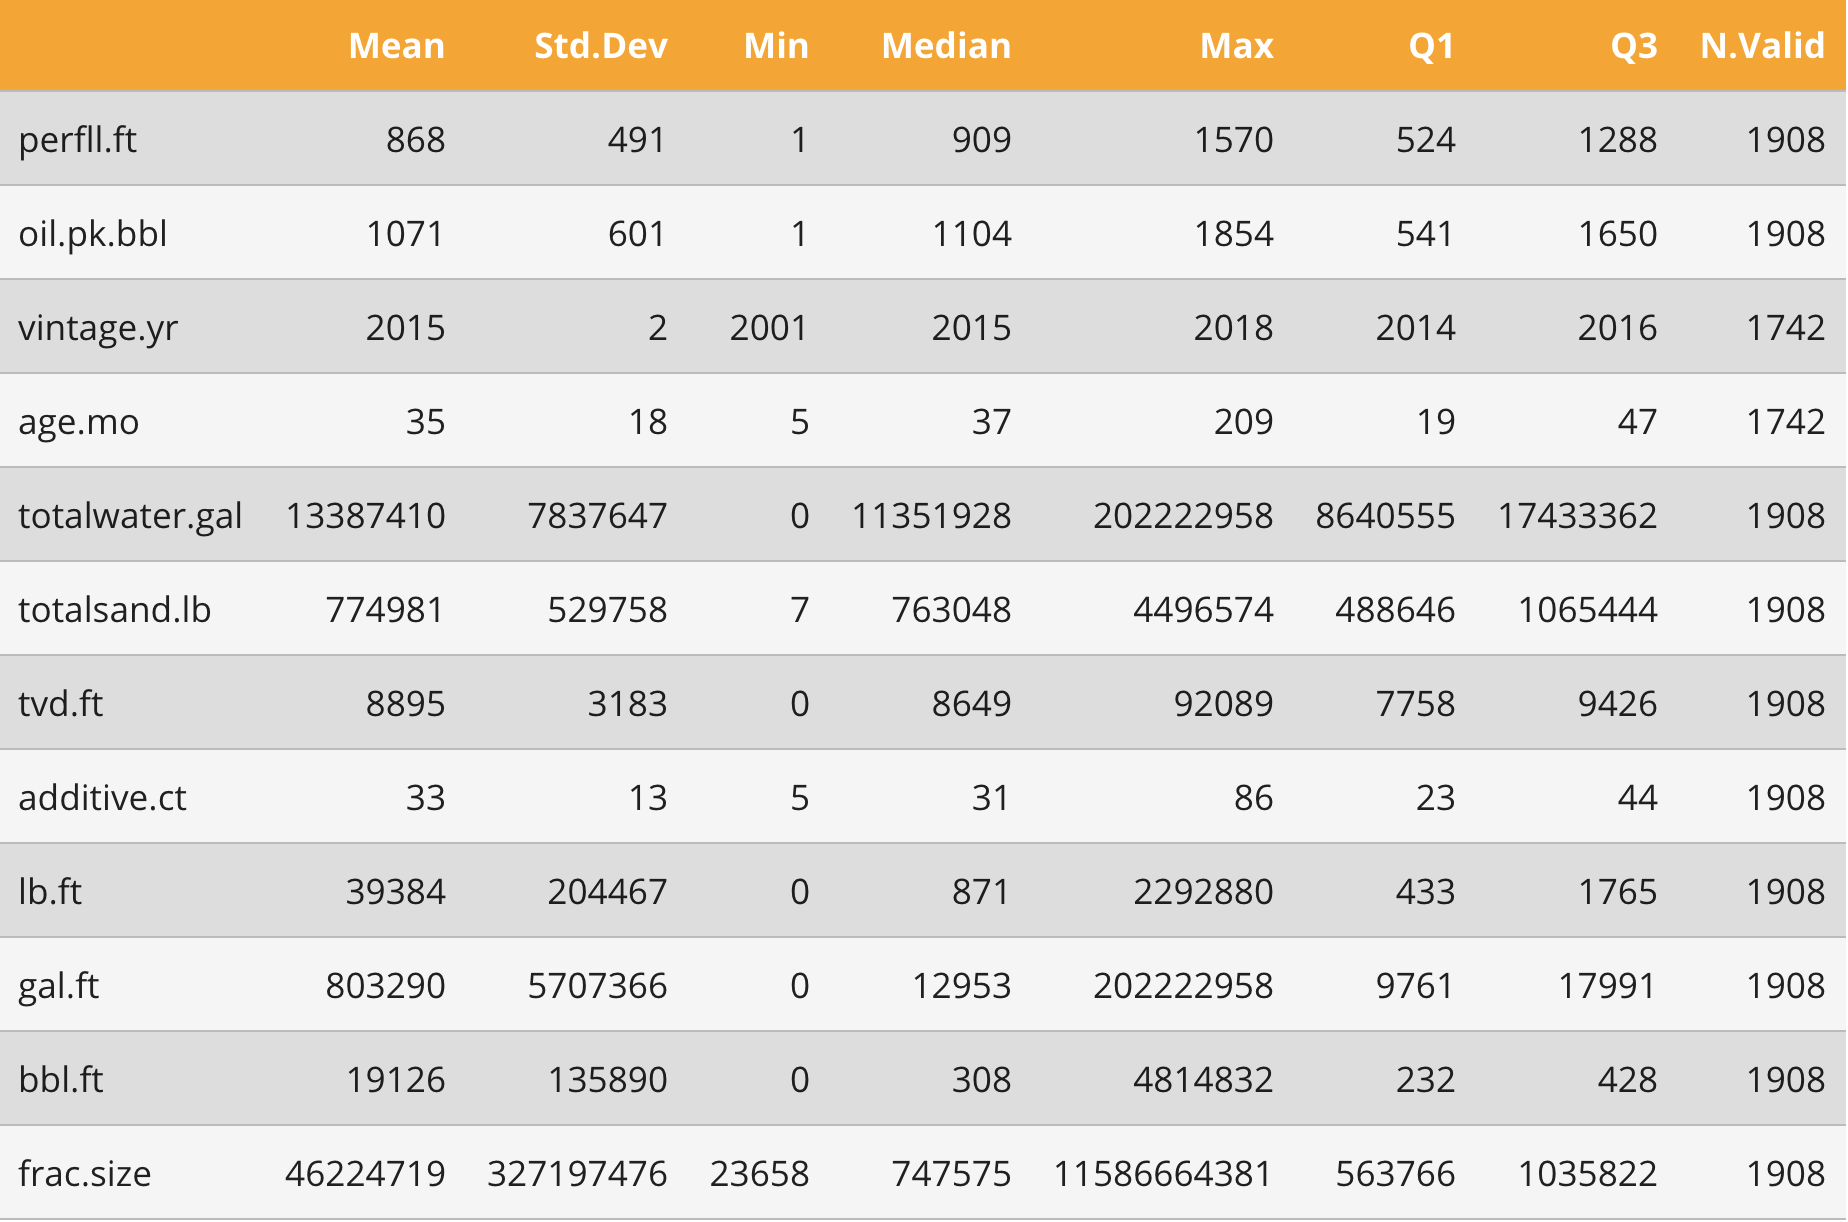 Mean Std.Dev Min Median Max Q1 Q3 N.Valid
perfll.ft 868 491 1 909 1570 524 1288 1908
oil.pk.bbl 1071 601 1 1104 1854 541 1650 1908
vintage.yr 2015 2 2001 2015 2018 2014 2016 1742
age.mo 35 18 5 37 209 19 47 1742
totalwater.gal 13387410 7837647 0 11351928 202222958 8640555 17433362 1908
totalsand.lb 774981 529758 7 763048 4496574 488646 1065444 1908
tvd.ft 8895 3183 0 8649 92089 7758 9426 1908
additive.ct 33 13 5 31 86 23 44 1908
lb.ft 39384 204467 0 871 2292880 433 1765 1908
gal.ft 803290 5707366 0 12953 202222958 9761 17991 1908
bbl.ft 19126 135890 0 308 4814832 232 428 1908
frac.size 46224719 327197476 23658 747575 11586664381 563766 1035822 1908